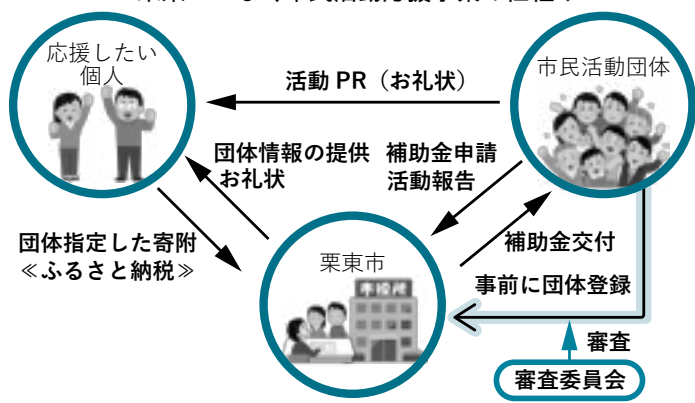 応援したい
個人
市民活動団体
活動 PR（お礼状）
団体情報の提供
お礼状
補助金申請
活動報告
団体指定した寄附
≪ふるさと納税≫
栗東市
市役所
補助金交付
事前に団体登録
審査
審査委員会